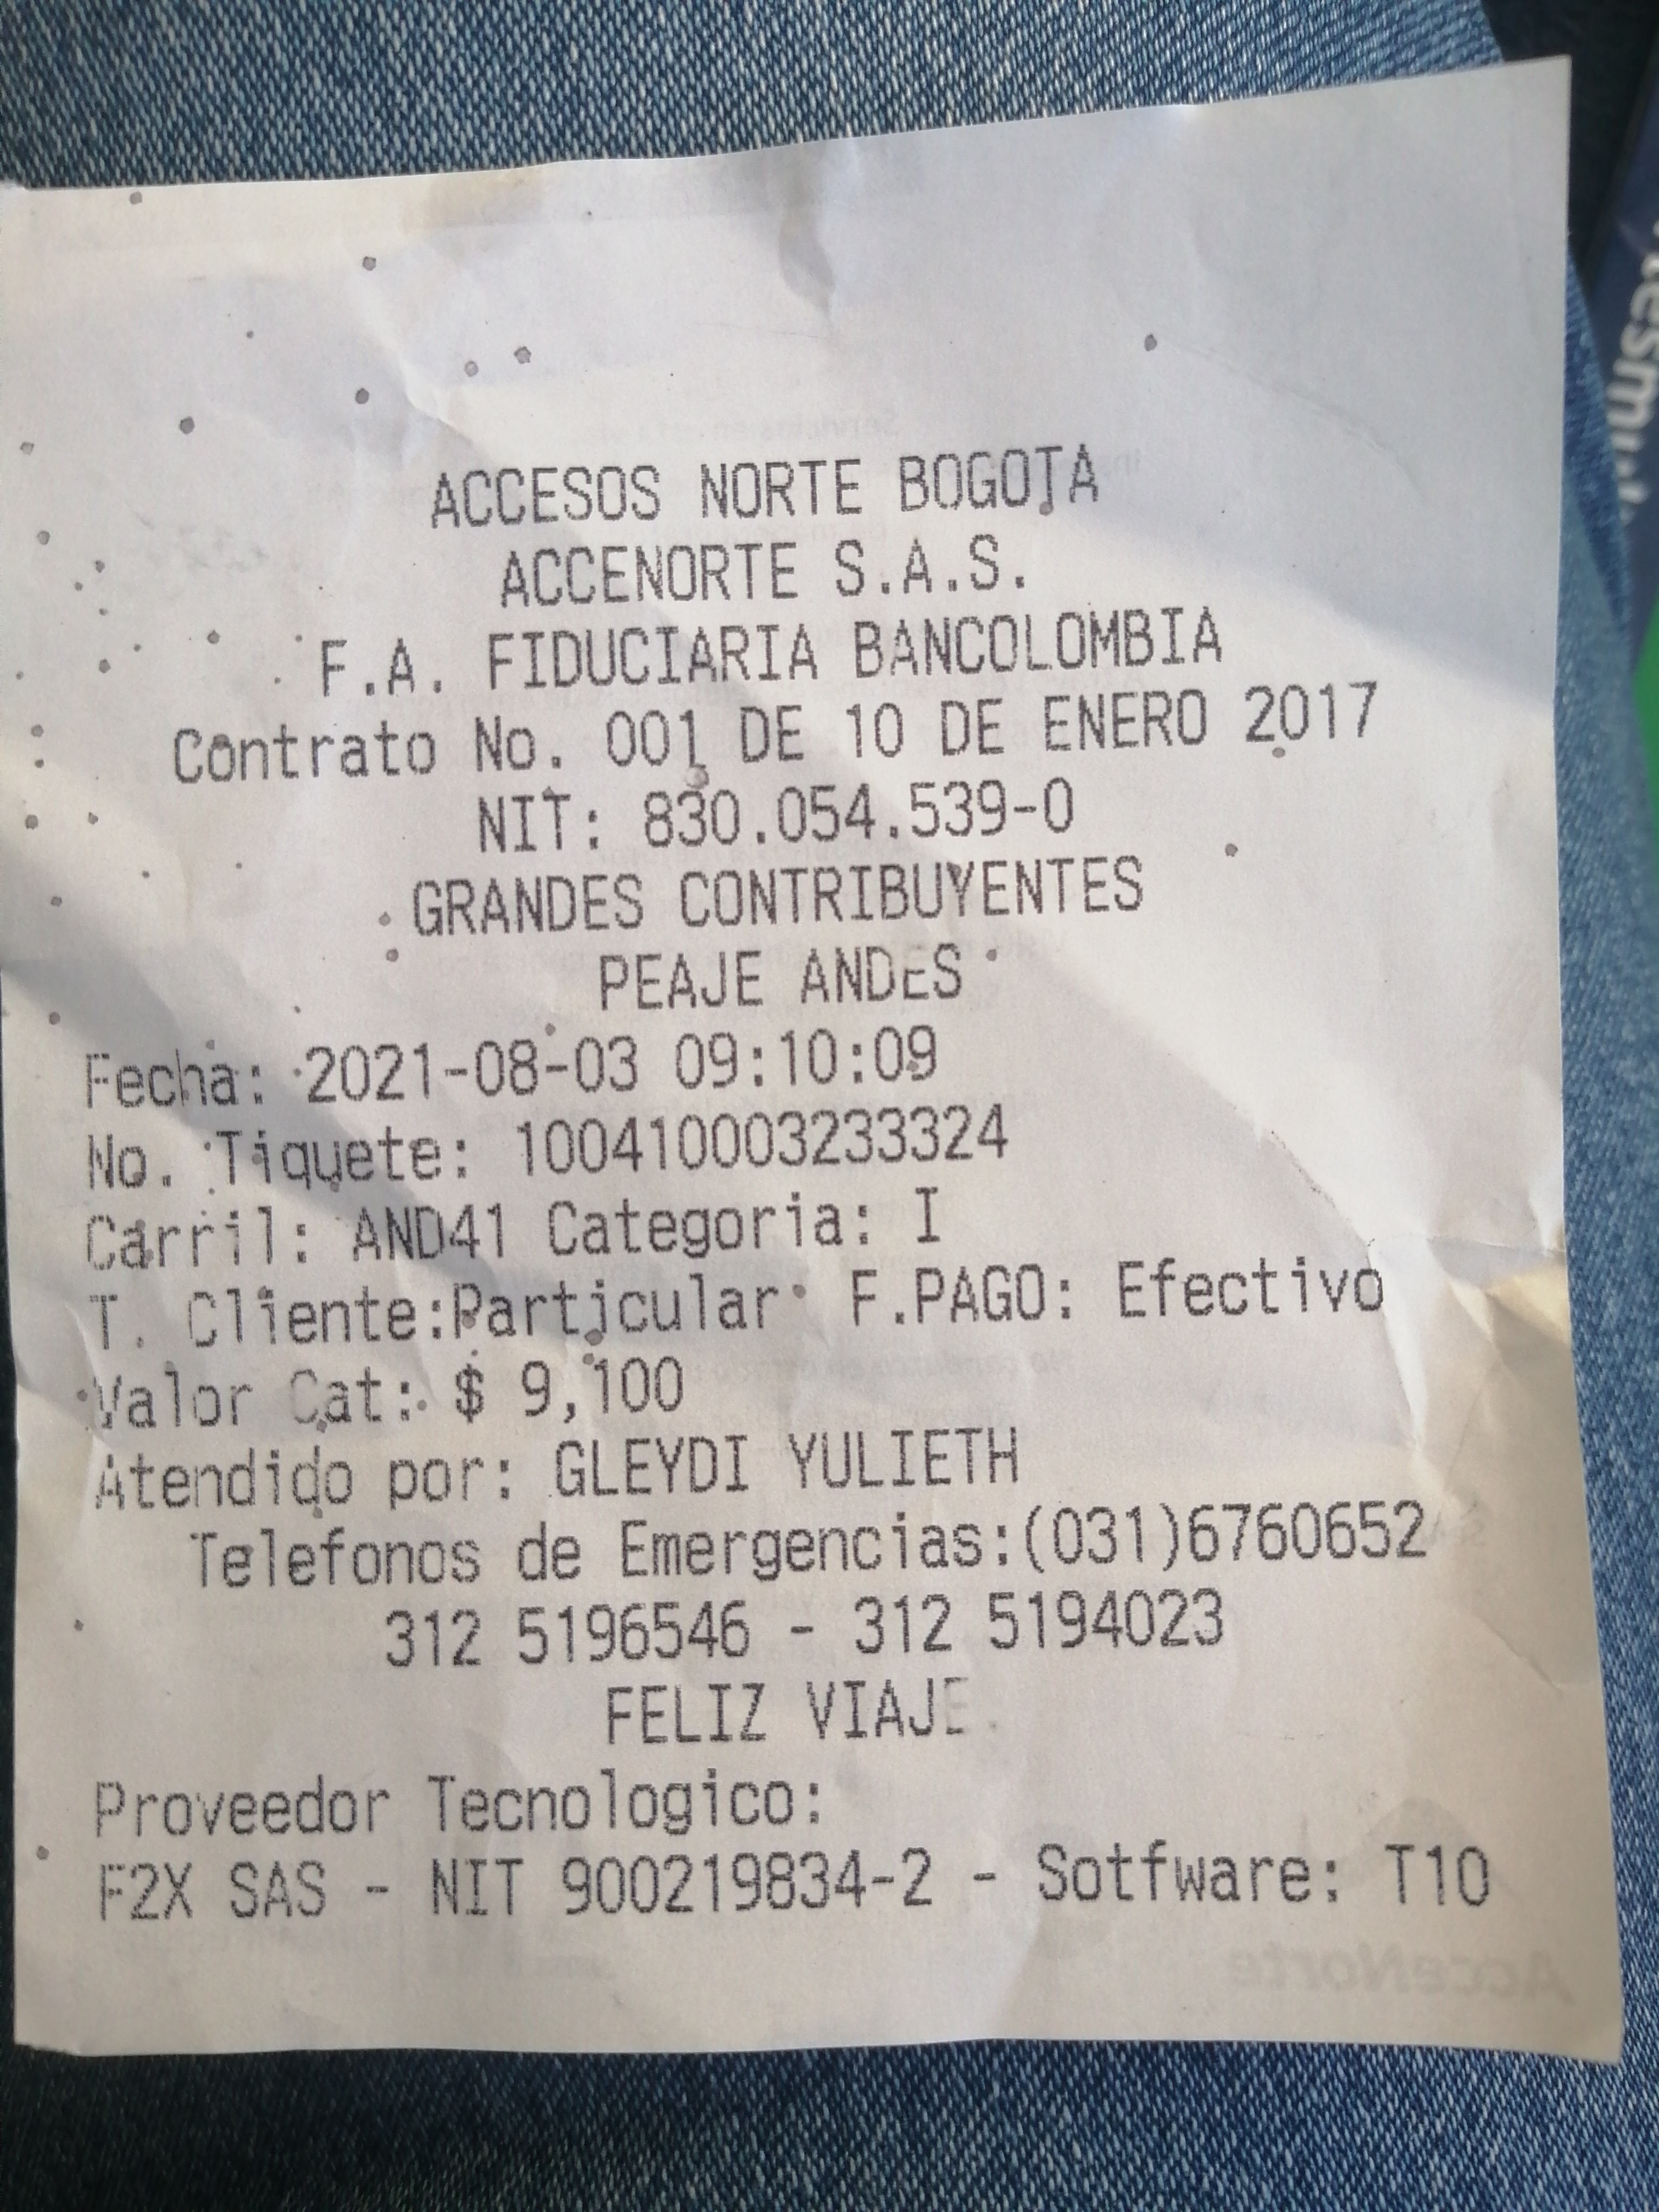 ACCESOS NORTE BOGOTA
ACCENORTE S.A.S.
F.A. FIDUCIARIA BANCOLOMBIA
Contrato No. 001 DE 10 DE ENERO 2017
NIT: 830.054.539-0
GRANDES CONTRIBUYENTES
PEAJE ANDES
Fecha: 2021-08-03 09:10:09
No. Tiquete: 100410003233324
Carril: AND41 Categoria: I
T. Cliente:Particular F.PAGO: Efectivo
Valor Cat: $ 9,100
Atendido por: GLEYDI YULIETH
Telefonos de Emergencias:(031)6760652
312 5196546 - 312 5194023
FELIZ VIAJE
Proveedor Tecnologico:
F2X SAS - NIT 900219834-2 - Sotfware: T10
AcceNorte